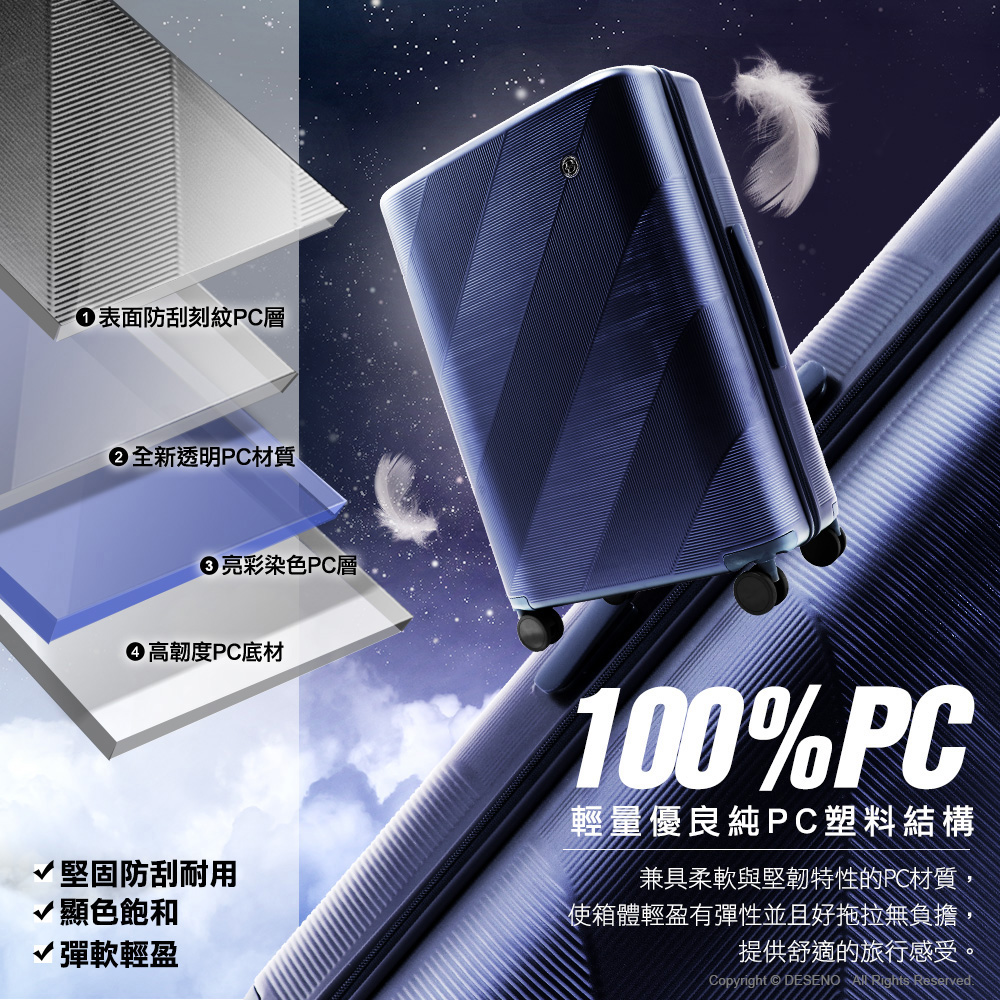 ❶表面防刮刻紋PC層
❷全新透明PC材質
❸亮彩染色PC層
❹高韌度PC底材
✔堅固防刮耐用
✔顯色飽和
✔彈軟輕盈
100%PC
輕量優良純PC塑料結構
兼具柔軟與堅韌特性的PC材質，
使箱體輕盈有彈性並且好拖拉無負擔，
提供舒適的旅行感受。
Copyright © DESENO All Rights Reserved.